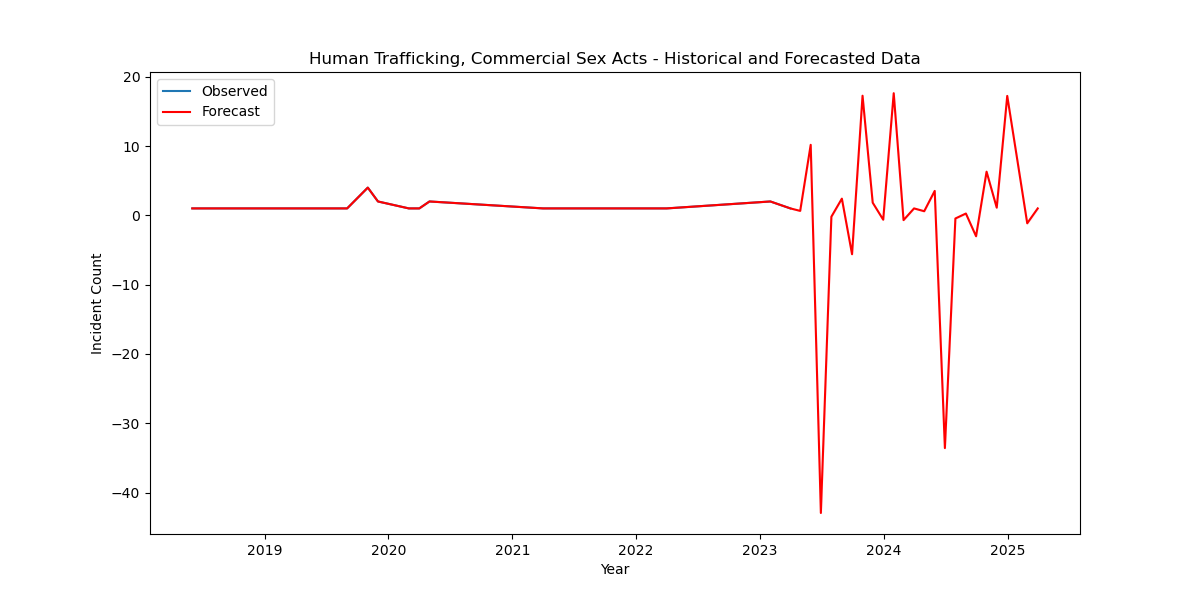 Human Trafficking, Commercial Sex Acts - Historical and Forecasted Data
Observed
Forecast
20
10
0
−10
−20
−30
−40
Incident Count
2019 2020 2021 2022 2023 2024 2025
Year